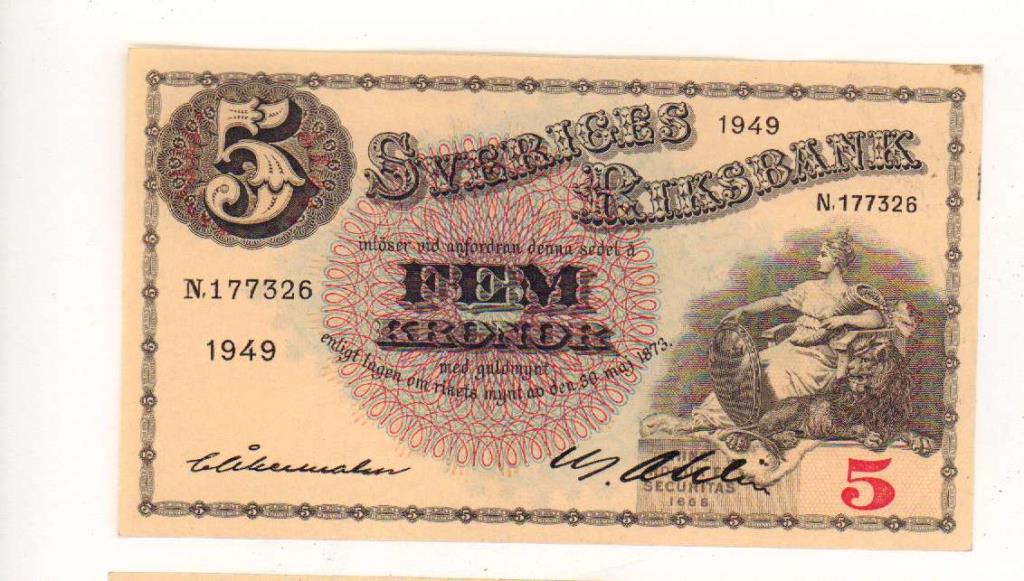 5
SVERIGES
1949
RIKSBANK
N.177326
inlöser vid anfordran denna sedel å
FEM
KRONOR
med guldmynt
enligt lagen om rikets mynt av den 30 maj 1873.
N.177326
1949
SECURITAS
1668
5